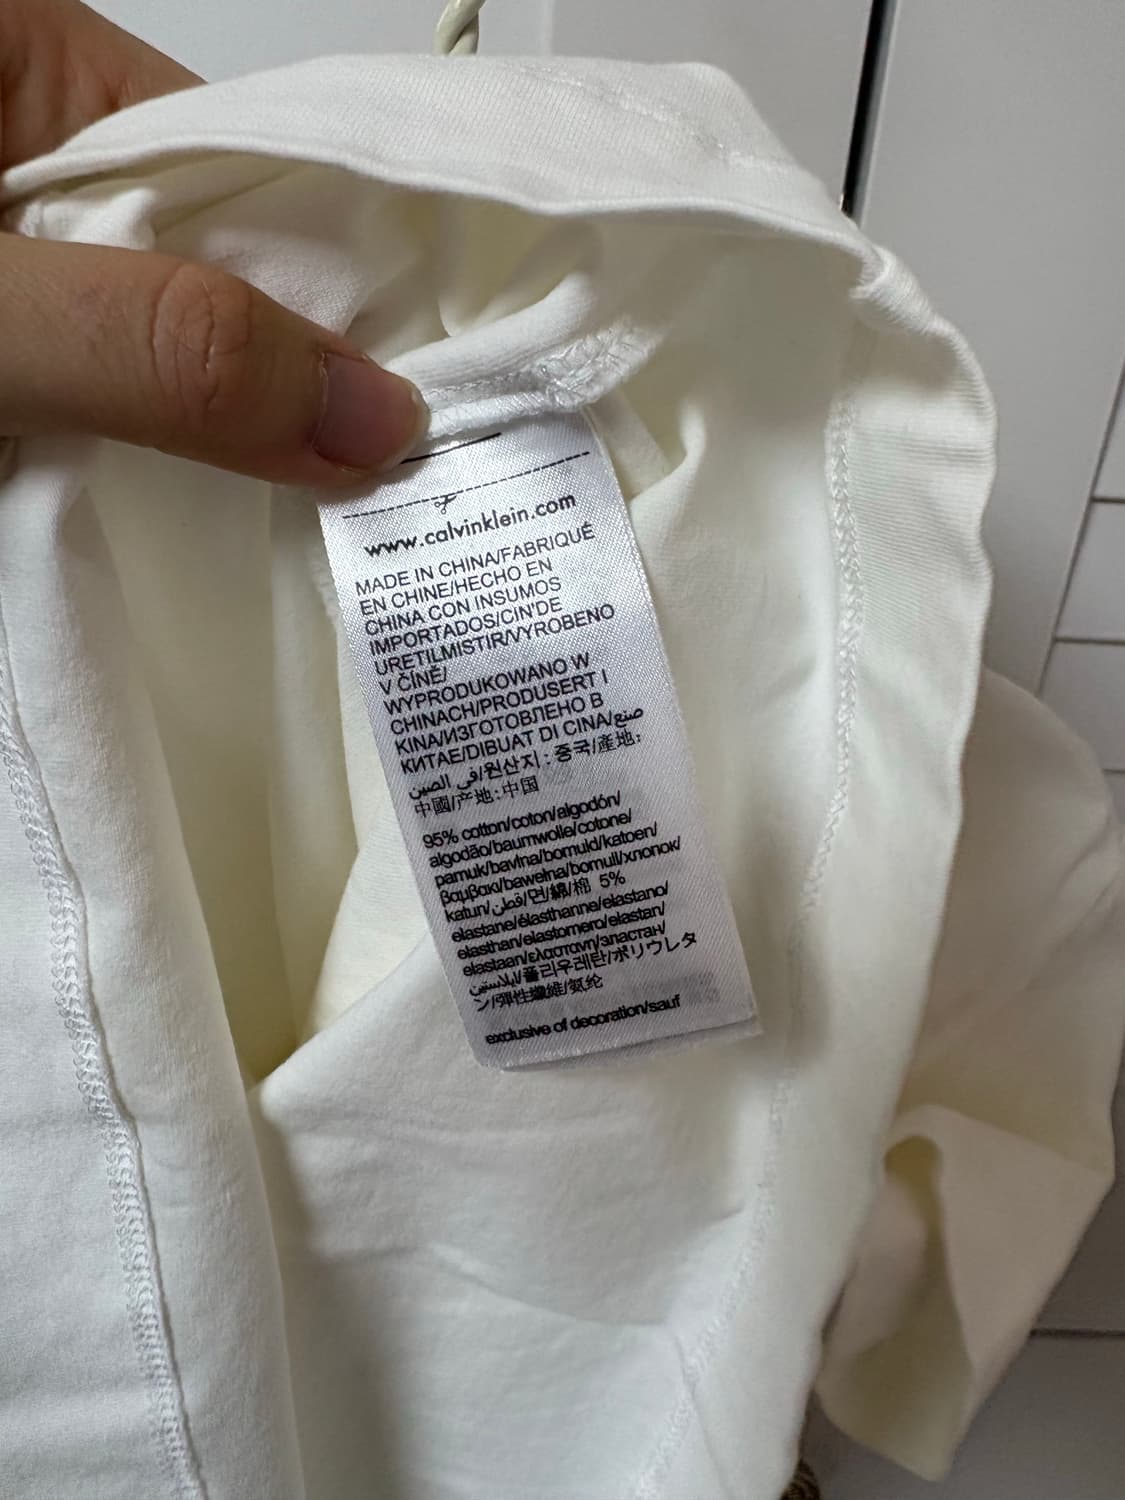 www.calvinklein.com
MADE IN CHINA/FABRIQUÉ
EN CHINE/HECHO EN
CHINA CON INSUMOS
IMPORTADOS/CIN'DE
URETILMISTIR/VYROBENO
V ČÍNĚ/
WYPRODUKOWANO W
CHINACH/PRODUSERT I
KINA/ИЗГОТОВЛЕНО В
КИТАЕ/DIBUAT DI CINA/صنع
في الصين/원산지 : 중국/產地:
中國/产地:中国
95% cotton/coton/algodón/
algodão/baumwolle/cotone/
pamuk/bavlna/bomuld/katoen/
βαμβακι/bawełna/bomull/хлопок/
katun/قطن/면/綿/棉 5%
elastane/élasthanne/elastano/
elasthan/elastomero/elastan/
elastaan/ελασταvη/эластан/
إيلاستين/폴리우레탄/ポリウレタ
ン/彈性纖維/氨纶
exclusive of decoration/sauf